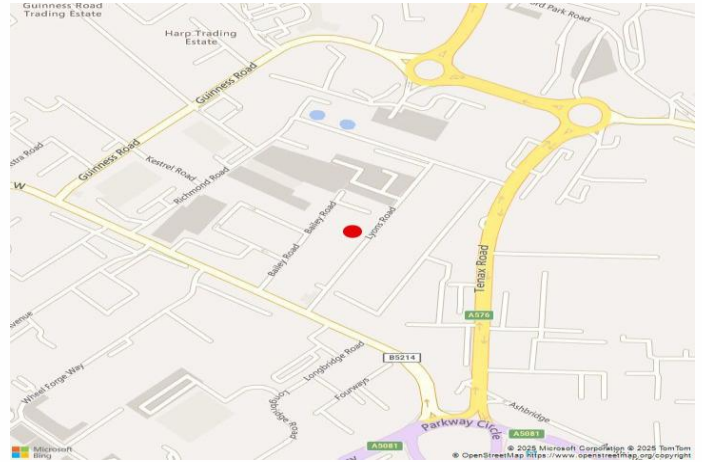 Guinness Road
Trading Estate
Harp Trading
Estate
Guinness Road
Guinness Road
Kestrel Road
Richmond Road
Bailey Road
Bailey Road
Lyons Road
Tenax Road
A576
B5214
Longbridge Road
Fourways
Longbridge
Road
Wheel Forge Way
Ashbridge
Parkway Circle
A5081
A5081
Microsoft
Bing
© 2025 Microsoft Corporation © 2025 TomTom
© OpenStreetMap https://www.openstreetmap.org/copyright